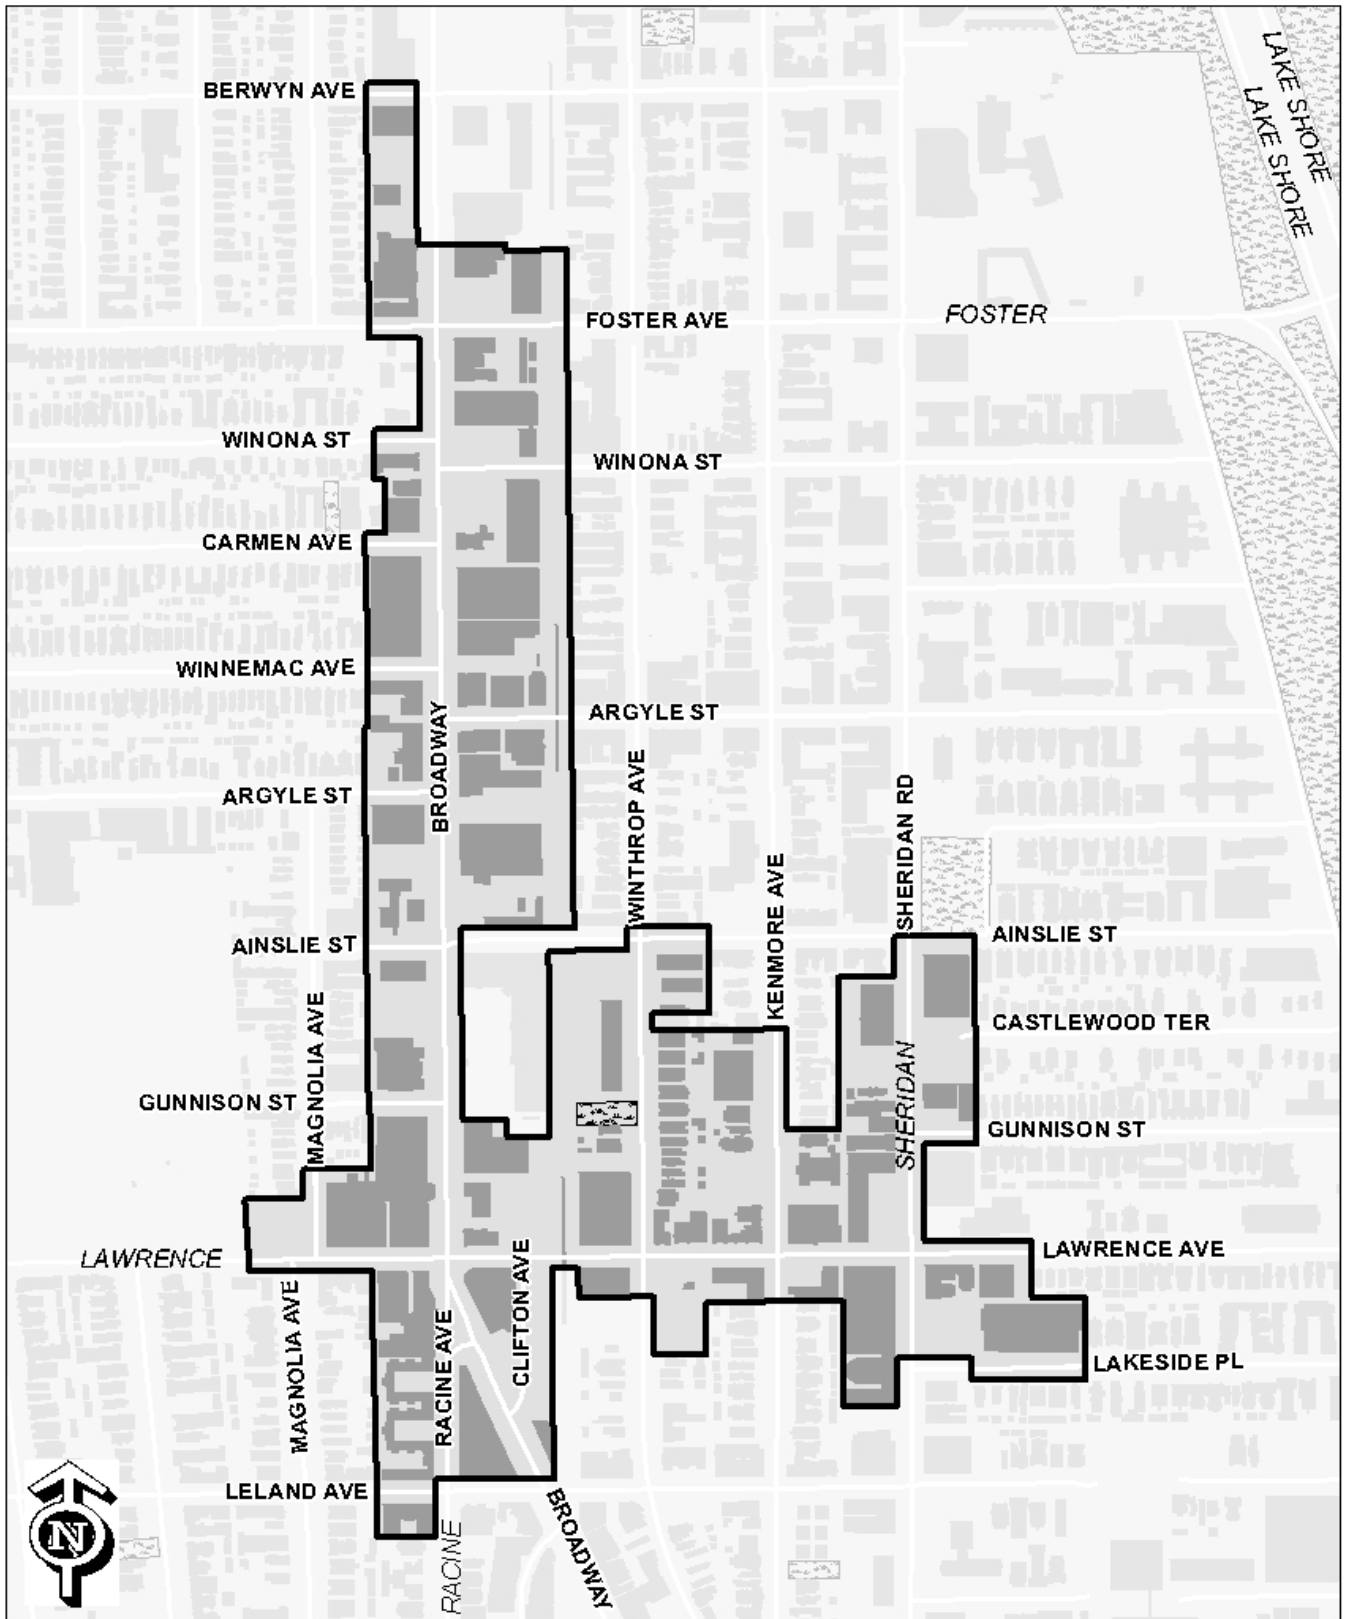 LAKE SHORE
LAKE SHORE
BERWYN AVE
FOSTER AVE
FOSTER
WINONA ST
WINONA ST
CARMEN AVE
WINNEMAC AVE
BROADWAY
ARGYLE ST
ARGYLE ST
WINTHROP AVE
SHERIDAN RD
KENMORE AVE
AINSLIE ST
AINSLIE ST
MAGNOLIA AVE
CASTLEWOOD TER
SHERIDAN
GUNNISON ST
GUNNISON ST
LAWRENCE
LAWRENCE AVE
MAGNOLIA AVE
RACINE AVE
CLIFTON AVE
LAKESIDE PL
LELAND AVE
BROADWAY
RACINE
N